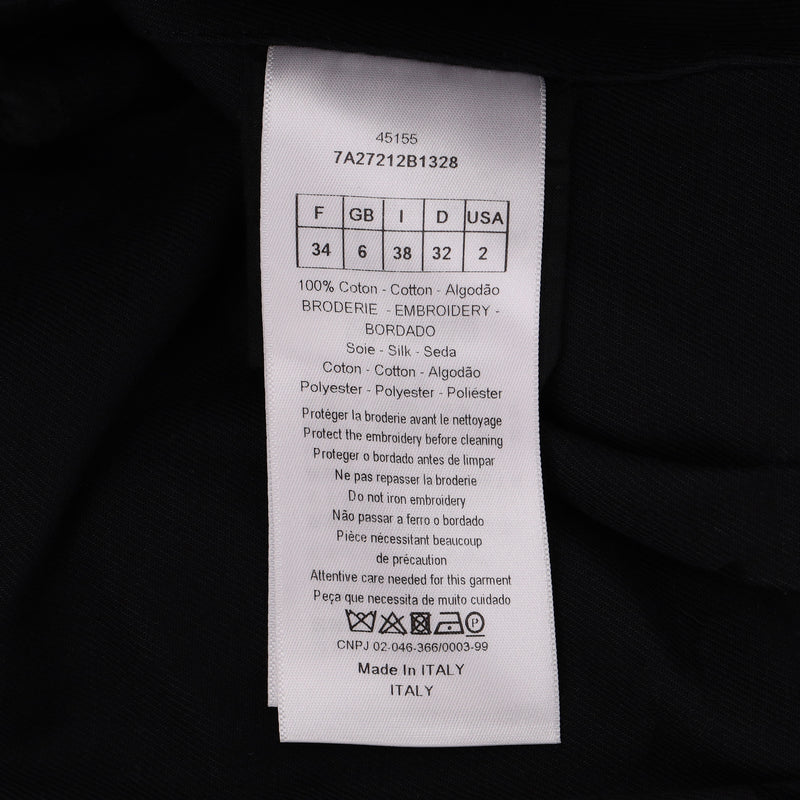 45155
7A27212B1328
F GB I D USA
34 6 38 32 2
100% Coton - Cotton - Algodão
BRODERIE - EMBROIDERY -
BORDADO
Soie - Silk - Seda
Coton - Cotton - Algodão
Polyester - Polyester - Poliéster
Protéger la broderie avant le nettoyage
Protect the embroidery before cleaning
Proteger o bordado antes de limpar
Ne pas repasser la broderie
Do not iron embroidery
Não passar a ferro o bordado
Pièce nécessitant beaucoup
de précaution
Attentive care needed for this garment
Peça que necessita de muito cuidado
P
CNPJ 02-046-366/0003-99
Made In ITALY
ITALY